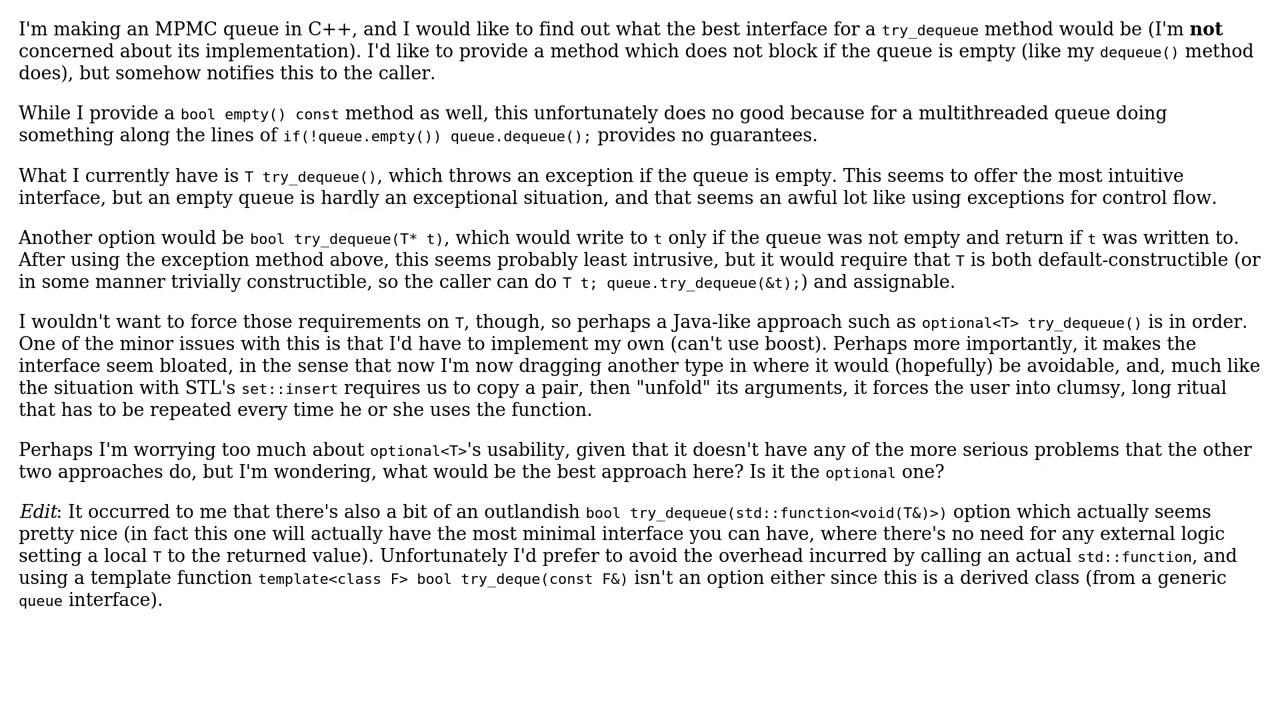 I'm making an MPMC queue in C++, and I would like to find out what the best interface for a try_dequeue method would be (I'm not
concerned about its implementation). I'd like to provide a method which does not block if the queue is empty (like my dequeue() method
does), but somehow notifies this to the caller.
While I provide a bool empty() const method as well, this unfortunately does no good because for a multithreaded queue doing
something along the lines of if(!queue.empty()) queue.dequeue(); provides no guarantees.
What I currently have is T try_dequeue(), which throws an exception if the queue is empty. This seems to offer the most intuitive
interface, but an empty queue is hardly an exceptional situation, and that seems an awful lot like using exceptions for control flow.
Another option would be bool try_dequeue(T* t), which would write to t only if the queue was not empty and return if t was written to.
After using the exception method above, this seems probably least intrusive, but it would require that T is both default-constructible (or
in some manner trivially constructible, so the caller can do T t; queue.try_dequeue(&t);) and assignable.
I wouldn't want to force those requirements on T, though, so perhaps a Java-like approach such as optional<T> try_dequeue() is in order.
One of the minor issues with this is that I'd have to implement my own (can't use boost). Perhaps more importantly, it makes the
interface seem bloated, in the sense that now I'm now dragging another type in where it would (hopefully) be avoidable, and, much like
the situation with STL's set::insert requires us to copy a pair, then "unfold" its arguments, it forces the user into clumsy, long ritual
that has to be repeated every time he or she uses the function.
Perhaps I'm worrying too much about optional<T>'s usability, given that it doesn't have any of the more serious problems that the other
two approaches do, but I'm wondering, what would be the best approach here? Is it the optional one?
Edit: It occurred to me that there's also a bit of an outlandish bool try_dequeue(std::function<void(T&)>) option which actually seems
pretty nice (in fact this one will actually have the most minimal interface you can have, where there's no need for any external logic
setting a local T to the returned value). Unfortunately I'd prefer to avoid the overhead incurred by calling an actual std::function, and
using a template function template<class F> bool try_deque(const F&) isn't an option either since this is a derived class (from a generic
queue interface).